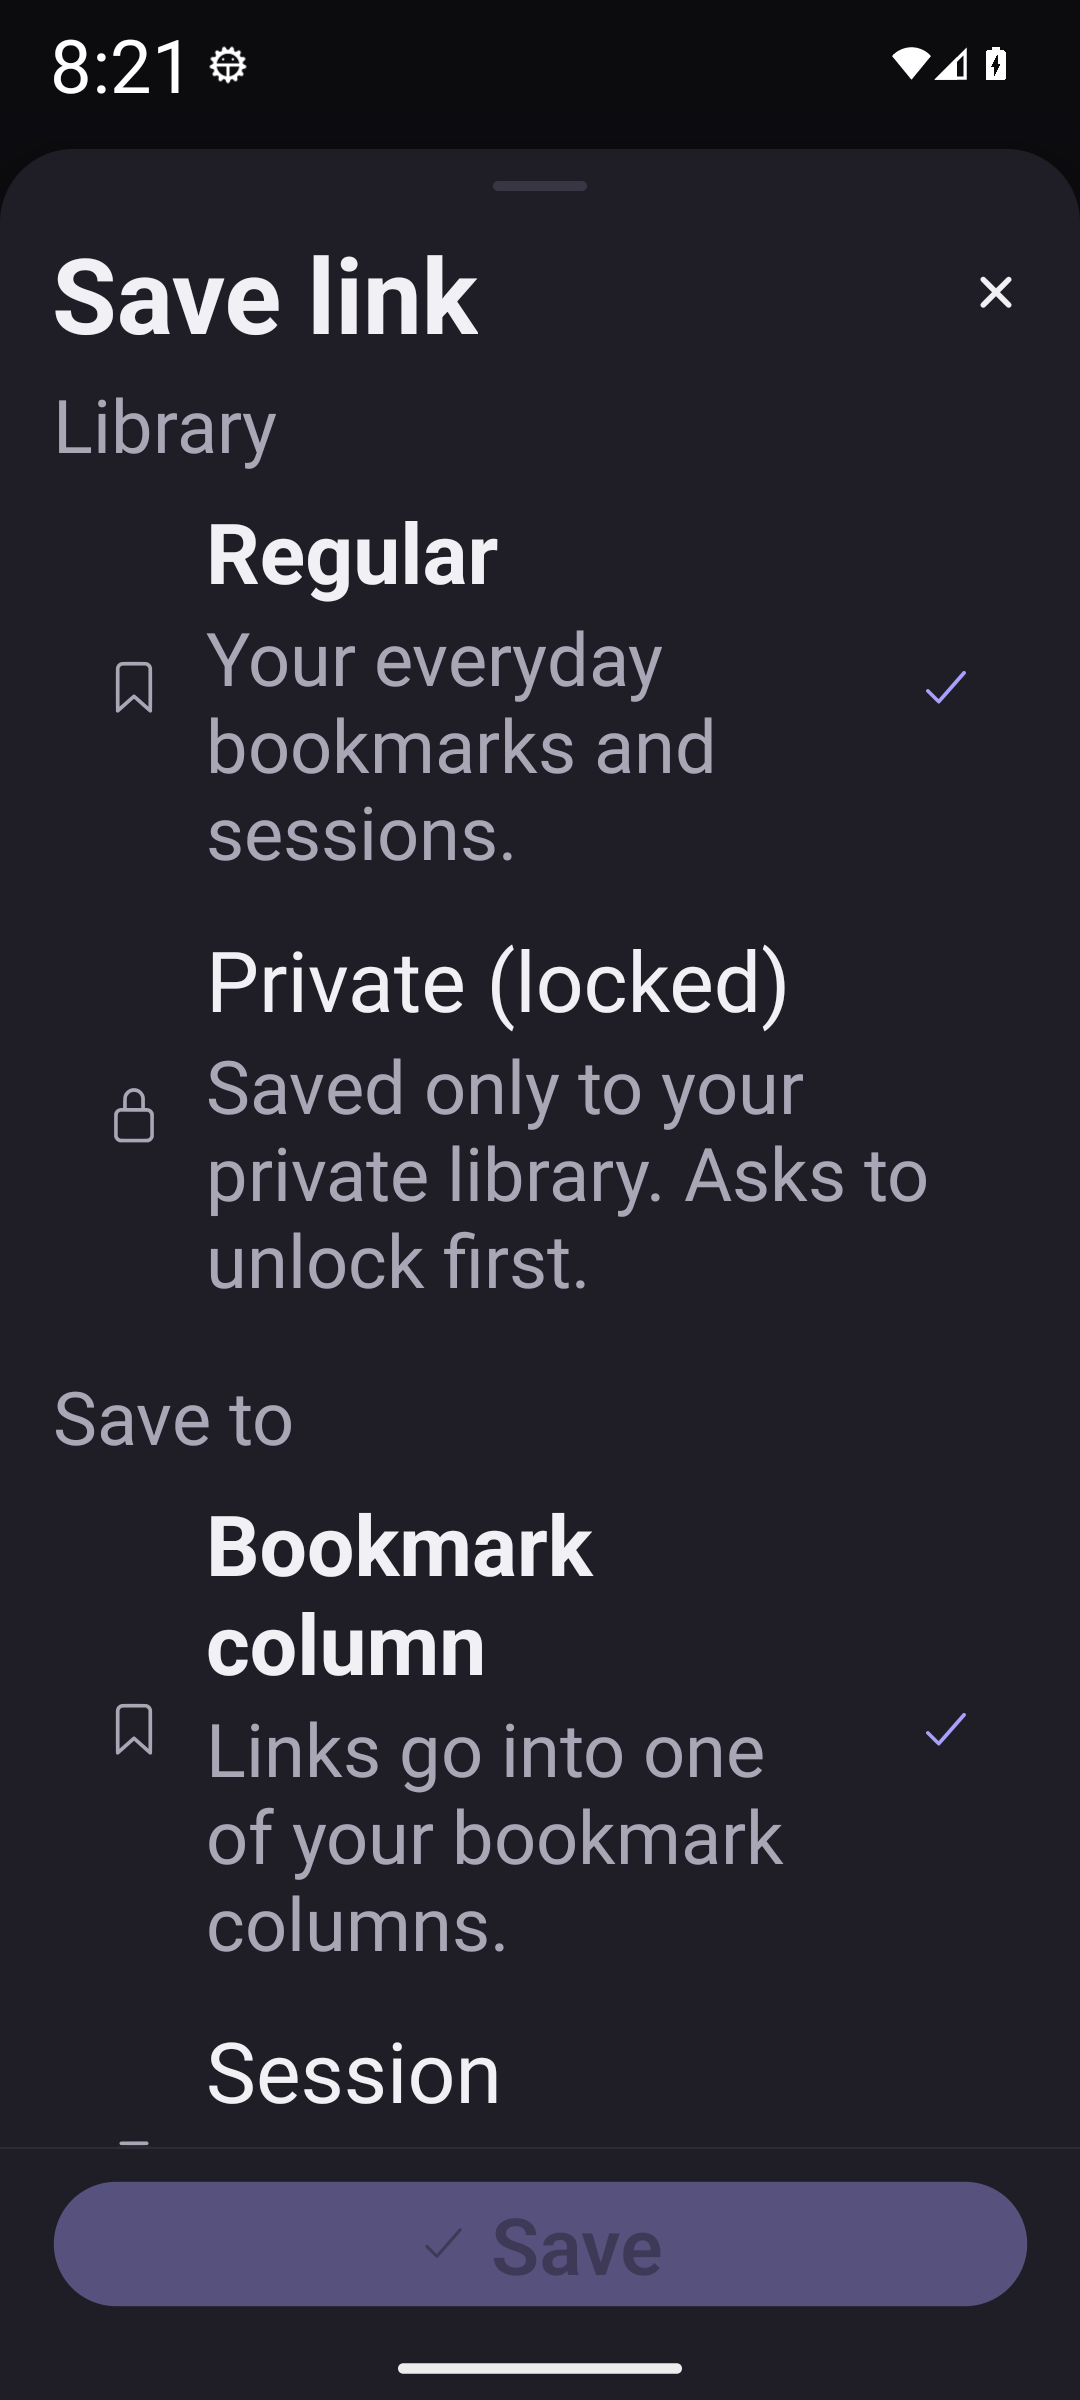 8:21
Save link
Library
Regular
Your everyday
bookmarks and
sessions.
Private (locked)
Saved only to your
private library. Asks to
unlock first.
Save to
Bookmark
column
Links go into one
of your bookmark
columns.
Session
Save